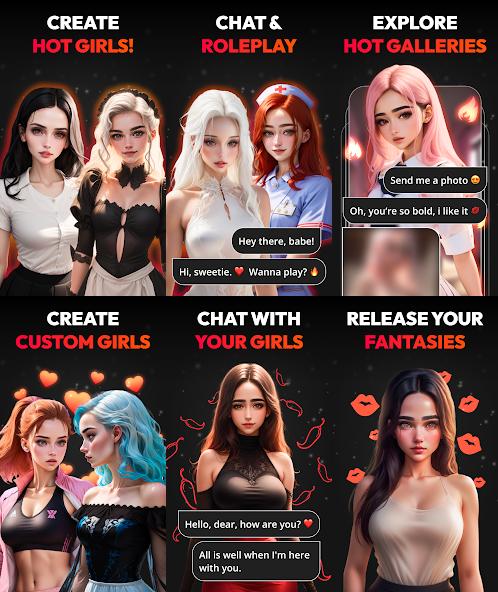 CREATE
HOT GIRLS!
CHAT &
ROLEPLAY
Hey there, babe!
Hi, sweetie. ❤️ Wanna play? 🔥
EXPLORE
HOT GALLERIES
Send me a photo 😍
Oh, you’re so bold, i like it 💋
CREATE
CUSTOM GIRLS
CHAT WITH
YOUR GIRLS
Hello, dear, how are you? ❤️
All is well when I'm here
with you.
RELEASE YOUR
FANTASIES